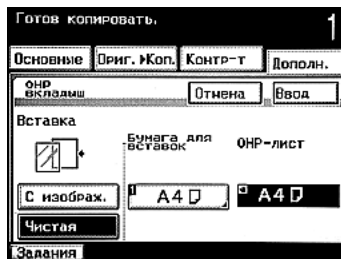 Готов копировать.
1
Основные Ориг.►Коп. Контр-т Дополн.
OHP
вкладыш
Отмена Ввод
Вставка
Бумага для
вставок
OHP-лист
С изображ.
1 A4
A4
Чистая
Задания